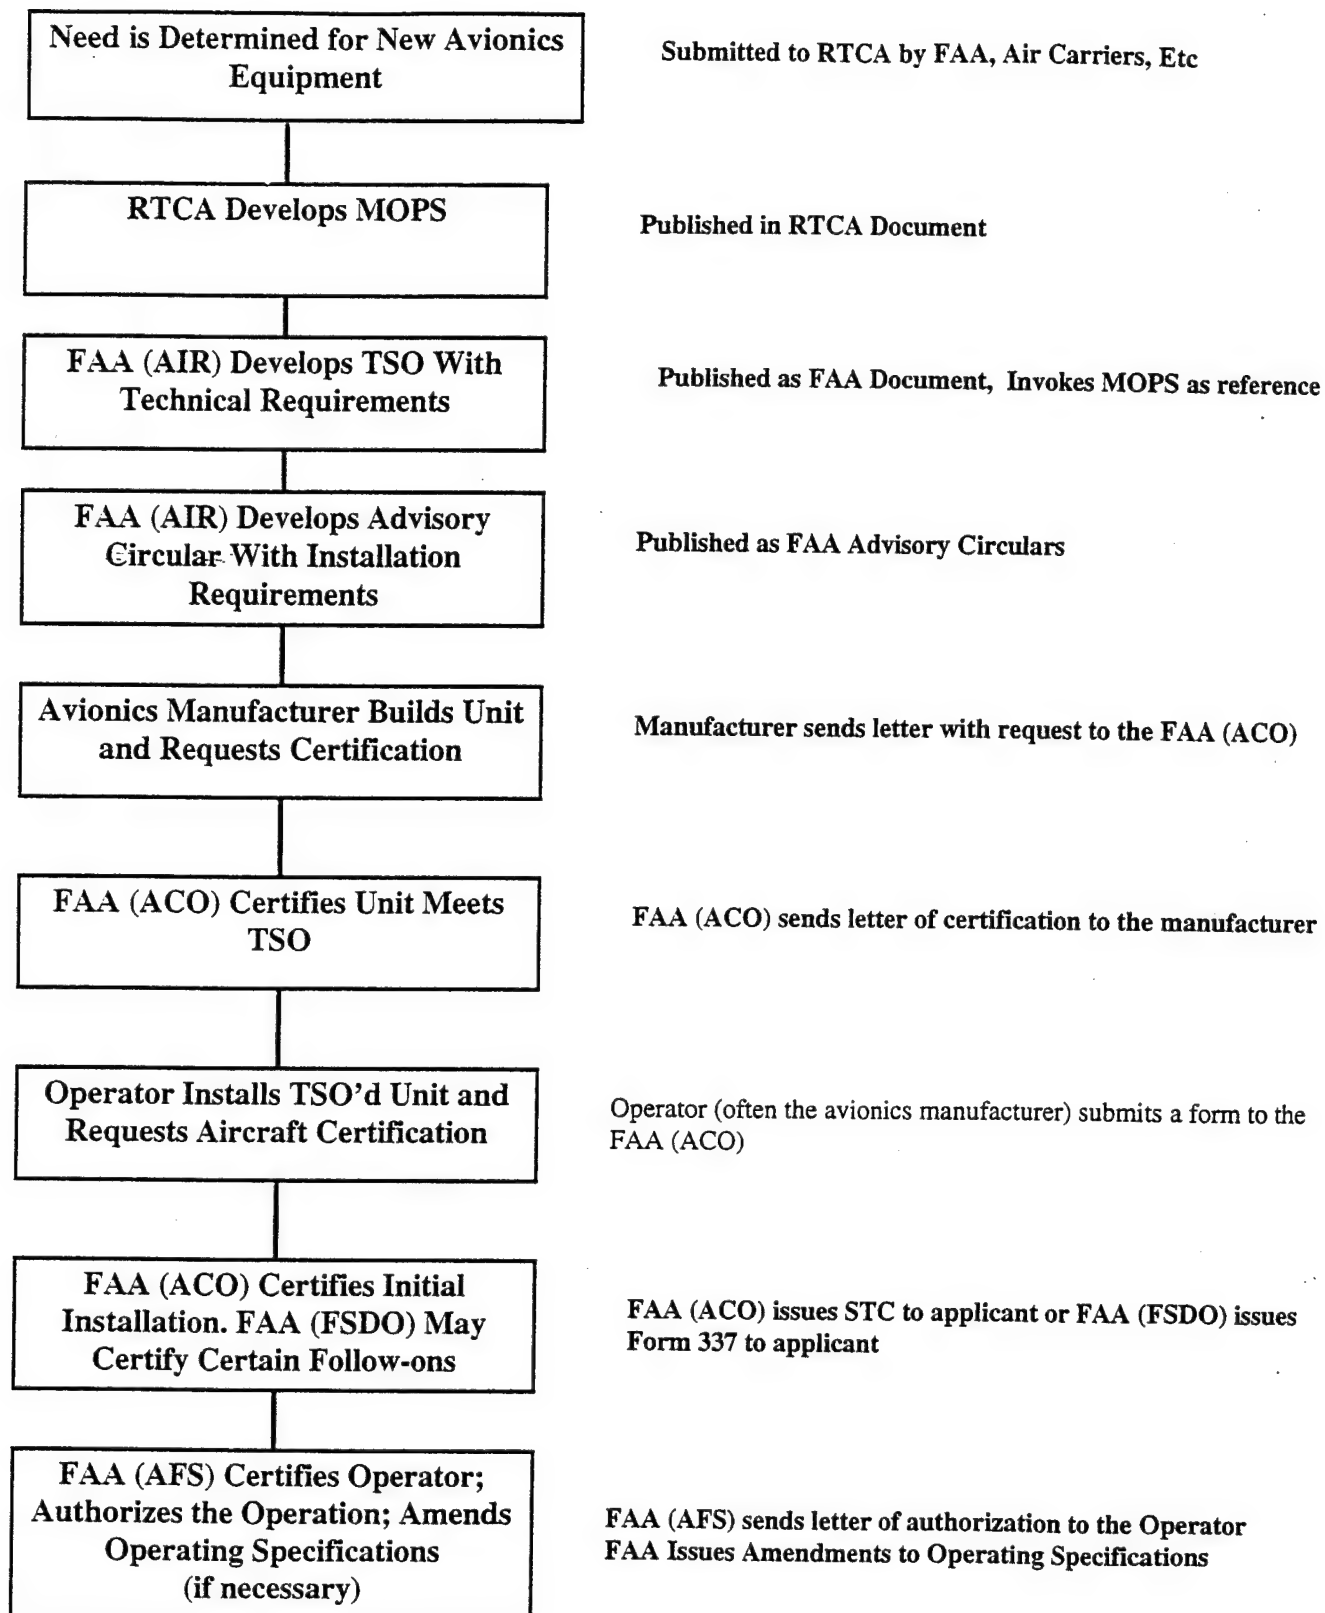 Need is Determined for New Avionics
Equipment
Submitted to RTCA by FAA, Air Carriers, Etc
RTCA Develops MOPS
Published in RTCA Document
FAA (AIR) Develops TSO With
Technical Requirements
Published as FAA Document, Invokes MOPS as reference
FAA (AIR) Develops Advisory
Circular With Installation
Requirements
Published as FAA Advisory Circulars
Avionics Manufacturer Builds Unit
and Requests Certification
Manufacturer sends letter with request to the FAA (ACO)
FAA (ACO) Certifies Unit Meets
TSO
FAA (ACO) sends letter of certification to the manufacturer
Operator Installs TSO'd Unit and
Requests Aircraft Certification
Operator (often the avionics manufacturer) submits a form to the
FAA (ACO)
FAA (ACO) Certifies Initial
Installation. FAA (FSDO) May
Certify Certain Follow-ons
FAA (ACO) issues STC to applicant or FAA (FSDO) issues
Form 337 to applicant
FAA (AFS) Certifies Operator;
Authorizes the Operation; Amends
Operating Specifications
(if necessary)
FAA (AFS) sends letter of authorization to the Operator
FAA Issues Amendments to Operating Specifications